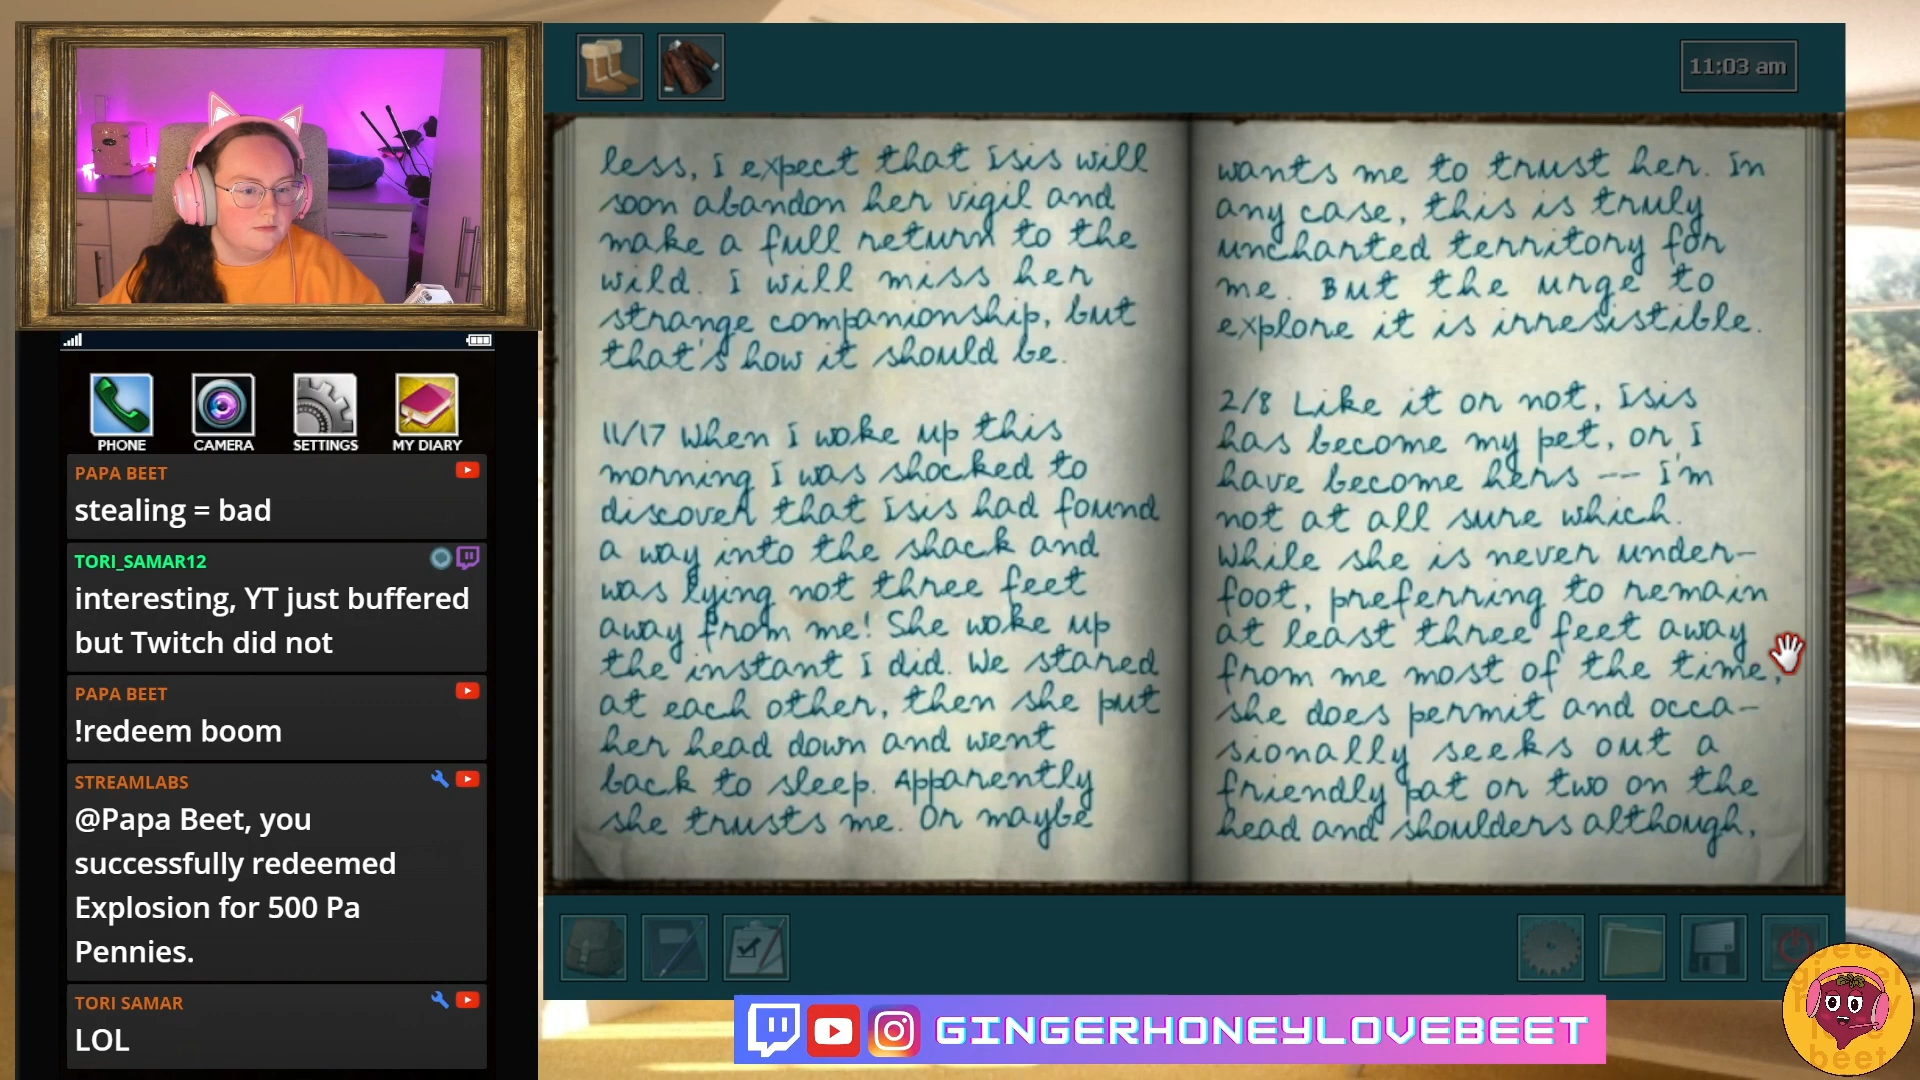 PHONE
CAMERA
SETTINGS
MY DIARY
PAPA BEET
stealing = bad
TORI_SAMAR12
interesting, YT just buffered
but Twitch did not
PAPA BEET
!redeem boom
STREAMLABS
@Papa Beet, you
successfully redeemed
Explosion for 500 Pa
Pennies.
TORI SAMAR
LOL
11:03 am
less, I expect that Isis will
soon abandon her vigil and
make a full return to the
wild. I will miss her
strange companionship, but
that's how it should be.
11/17 When I woke up this
morning I was shocked to
discover that Isis had found
a way into the shack and
was lying not three feet
away from me! She woke up
the instant I did. We stared
at each other, then she put
her head down and went
back to sleep. Apparently
she trusts me. Or maybe
wants me to trust her. In
any case, this is truly
uncharted territory for
me. But the urge to
explore it is irresistible.
2/8 Like it or not, Isis
has become my pet, or I
have become hers -- I'm
not at all sure which.
While she is never under-
foot, preferring to remain
at least three feet away
from me most of the time,
she does permit and occa-
sionally seeks out a
friendly pat or two on the
head and shoulders although,
GINGERHONEYLOVEBEET
beet